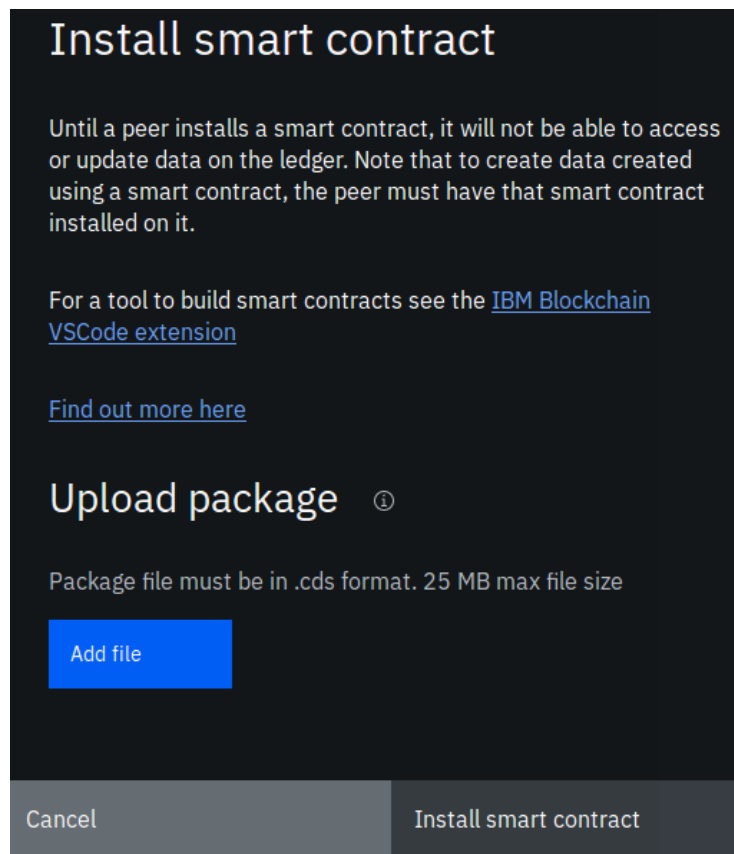 Install smart contract
Until a peer installs a smart contract, it will not be able to access
or update data on the ledger. Note that to create data created
using a smart contract, the peer must have that smart contract
installed on it.
For a tool to build smart contracts see the IBM Blockchain
VSCode extension
Find out more here
Upload package
Package file must be in .cds format. 25 MB max file size
Add file
Cancel
Install smart contract